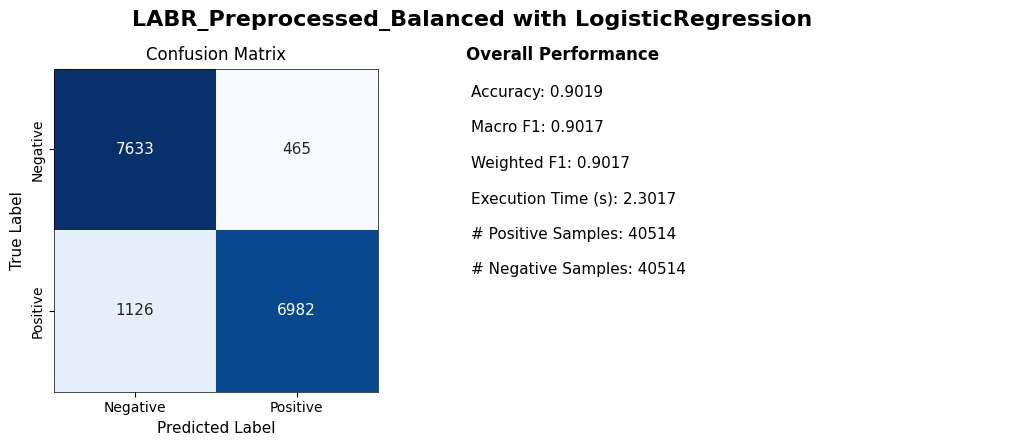 LABR_Preprocessed_Balanced with LogisticRegression
Confusion Matrix
True Label
Negative
7633
465
Positive
1126
6982
Negative
Positive
Predicted Label
Overall Performance
Accuracy: 0.9019
Macro F1: 0.9017
Weighted F1: 0.9017
Execution Time (s): 2.3017
# Positive Samples: 40514
# Negative Samples: 40514